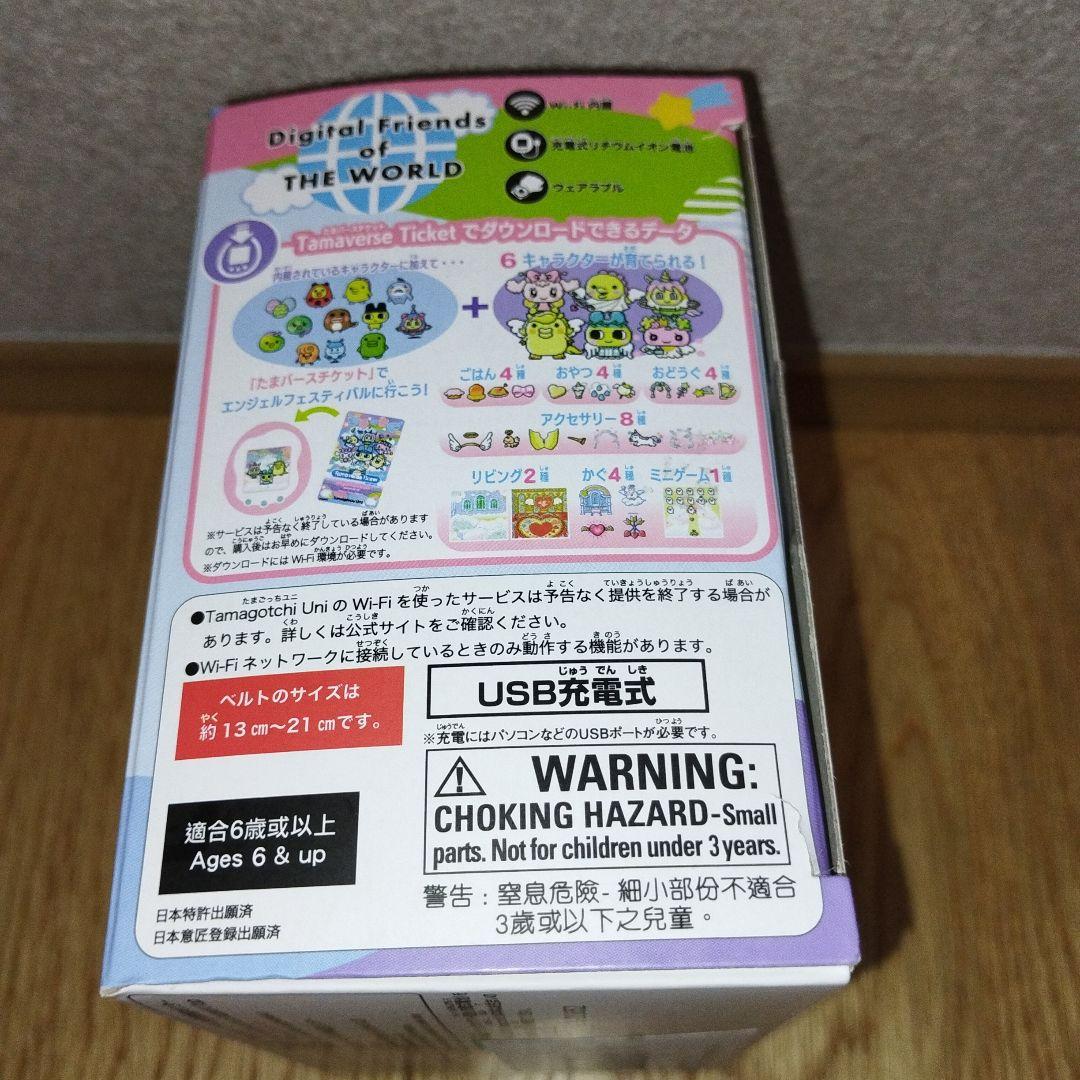 Digital Friends
of
THE WORLD
Wi-Fi 内蔵
充電式リチウムイオン電池
ウェアラブル
Tamaverse Ticket でダウンロードできるデータ
内蔵されているキャラクターに加えて・・・
6 キャラクターが育てられる!
「たまバースチケット」で
エンジェルフェスティバルに行こう!
ごはん4種
おやつ4種
おどうぐ4種
アクセサリー8種
リビング2種
かぐ4種
ミニゲーム1種
※サービスは予告なく終了している場合があります
ので、購入後はお早めにダウンロードしてください。
※ダウンロードには Wi-Fi 環境が必要です。
●Tamagotchi Uni の Wi-Fi を使ったサービスは予告なく提供を終了する場合が
あります。詳しくは公式サイトをご確認ください。
●Wi-Fi ネットワークに接続しているときのみ動作する機能があります。
ベルトのサイズは
約13㎝〜21㎝です。
USB充電式
※充電にはパソコンなどのUSBポートが必要です。
適合6歳或以上
Ages 6 & up
WARNING:
CHOKING HAZARD-Small
parts. Not for children under 3 years.
警告：窒息危險-細小部份不適合
3歲或以下之兒童。
日本特許出願済
日本意匠登録出願済